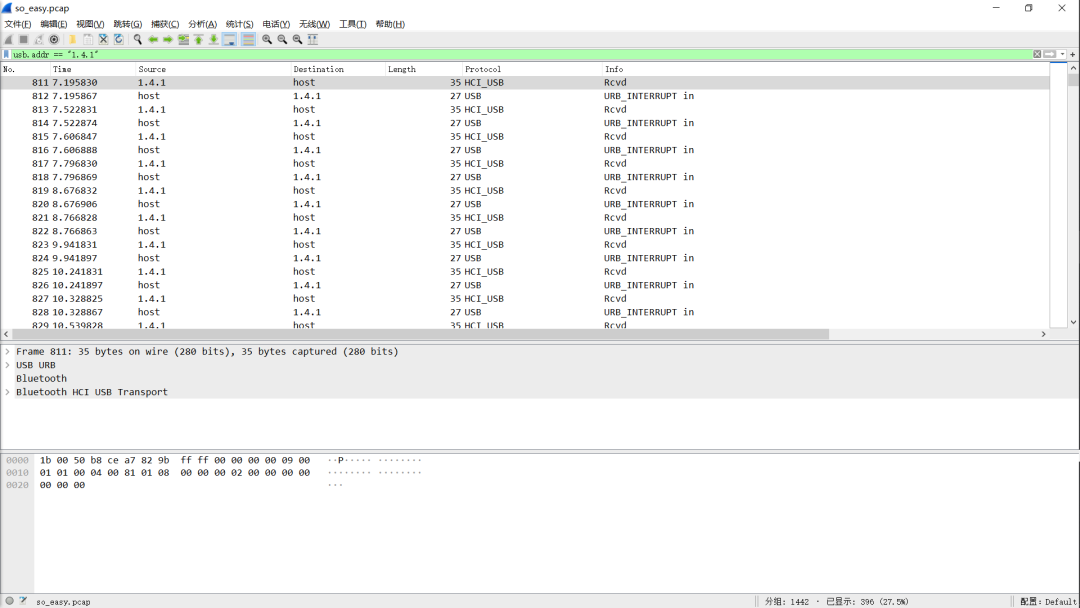 so_easy.pcap
文件(F) 编辑(E) 视图(V) 跳转(G) 捕获(C) 分析(A) 统计(S) 电话(Y) 无线(W) 工具(T) 帮助(H)
usb.addr == "1.4.1"
No. Time Source Destination Length Protocol Info
811 7.195830 1.4.1 host 35 HCI_USB Rcvd
812 7.195867 host 1.4.1 27 USB URB_INTERRUPT in
813 7.522831 1.4.1 host 35 HCI_USB Rcvd
814 7.522874 host 1.4.1 27 USB URB_INTERRUPT in
815 7.606847 1.4.1 host 35 HCI_USB Rcvd
816 7.606888 host 1.4.1 27 USB URB_INTERRUPT in
817 7.796830 1.4.1 host 35 HCI_USB Rcvd
818 7.796869 host 1.4.1 27 USB URB_INTERRUPT in
819 8.676832 1.4.1 host 35 HCI_USB Rcvd
820 8.676906 host 1.4.1 27 USB URB_INTERRUPT in
821 8.766828 1.4.1 host 35 HCI_USB Rcvd
822 8.766863 host 1.4.1 27 USB URB_INTERRUPT in
823 9.941831 1.4.1 host 35 HCI_USB Rcvd
824 9.941897 host 1.4.1 27 USB URB_INTERRUPT in
825 10.241831 1.4.1 host 35 HCI_USB Rcvd
826 10.241897 host 1.4.1 27 USB URB_INTERRUPT in
827 10.328825 1.4.1 host 35 HCI_USB Rcvd
828 10.328867 host 1.4.1 27 USB URB_INTERRUPT in
829 10.539828 1.4.1 host 35 HCI_USB Rcvd
Frame 811: 35 bytes on wire (280 bits), 35 bytes captured (280 bits)
USB URB
Bluetooth
Bluetooth HCI USB Transport
0000 1b 00 50 b8 ce a7 82 9b ff ff 00 00 00 00 09 00 ··P····· ········
0010 01 01 00 04 00 81 01 08 00 00 00 02 00 00 00 00 ········ ········
0020 00 00 00 ···
so_easy.pcap 分组: 1442 · 已显示: 396 (27.5%) 配置: Default